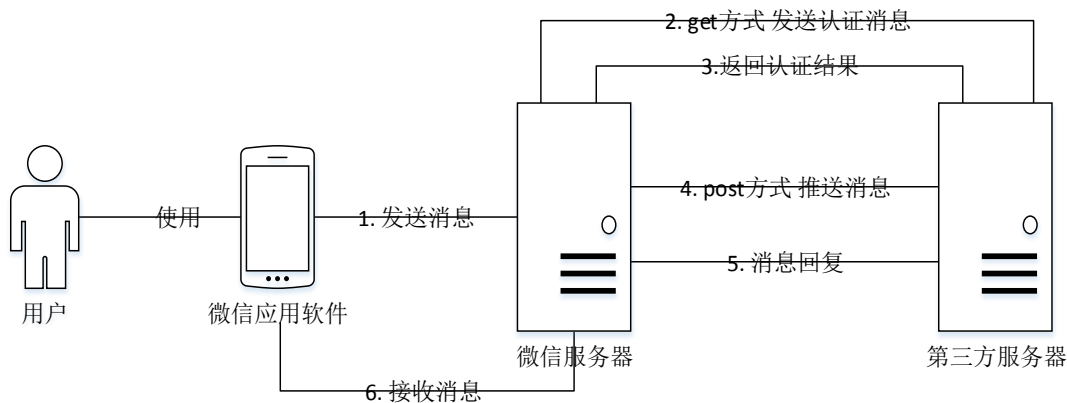 2. get方式 发送认证消息
3.返回认证结果
4. post方式 推送消息
使用
1. 发送消息
5. 消息回复
用户
微信应用软件
微信服务器
第三方服务器
6. 接收消息